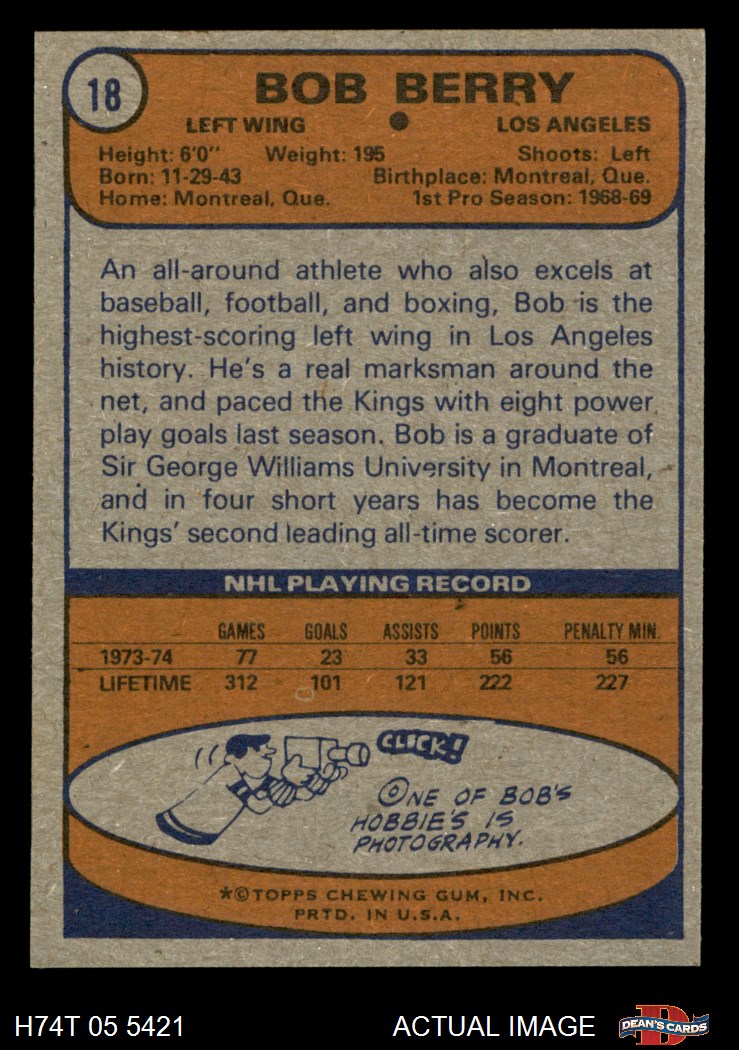 18
BOB BERRY
LEFT WING ● LOS ANGELES
Height: 6'0" Weight: 195 Shoots: Left
Born: 11-29-43 Birthplace: Montreal, Que.
Home: Montreal, Que. 1st Pro Season: 1968-69
An all-around athlete who also excels at
baseball, football, and boxing, Bob is the
highest-scoring left wing in Los Angeles
history. He's a real marksman around the
net, and paced the Kings with eight power
play goals last season. Bob is a graduate of
Sir George Williams University in Montreal,
and in four short years has become the
Kings' second leading all-time scorer.
NHL PLAYING RECORD
GAMES GOALS ASSISTS POINTS PENALTY MIN.
1973-74 77 23 33 56 56
LIFETIME 312 101 121 222 227
CLICK!
ONE OF BOB'S
HOBBIE'S IS
PHOTOGRAPHY.
*©TOPPS CHEWING GUM, INC.
PRTD. IN U.S.A.
H74T 05 5421 ACTUAL IMAGE D DEAN'S CARDS